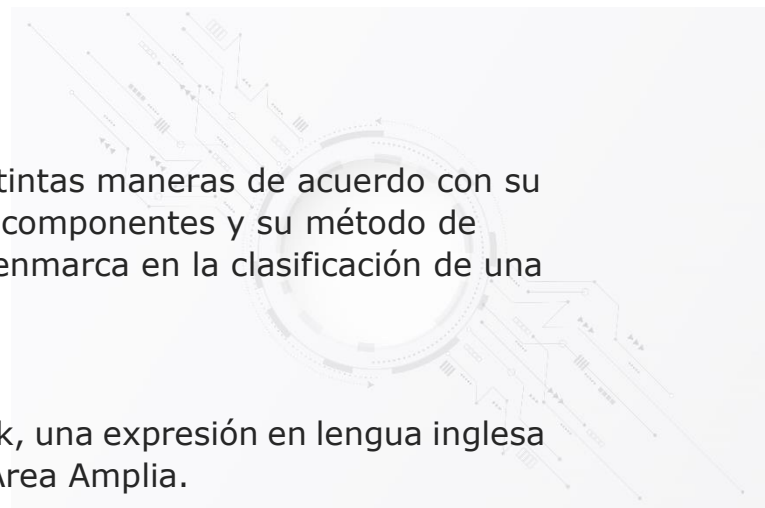 tintas maneras de acuerdo con su
componentes y su método de
enmarca en la clasificación de una
k, una expresión en lengua inglesa
Área Amplia.